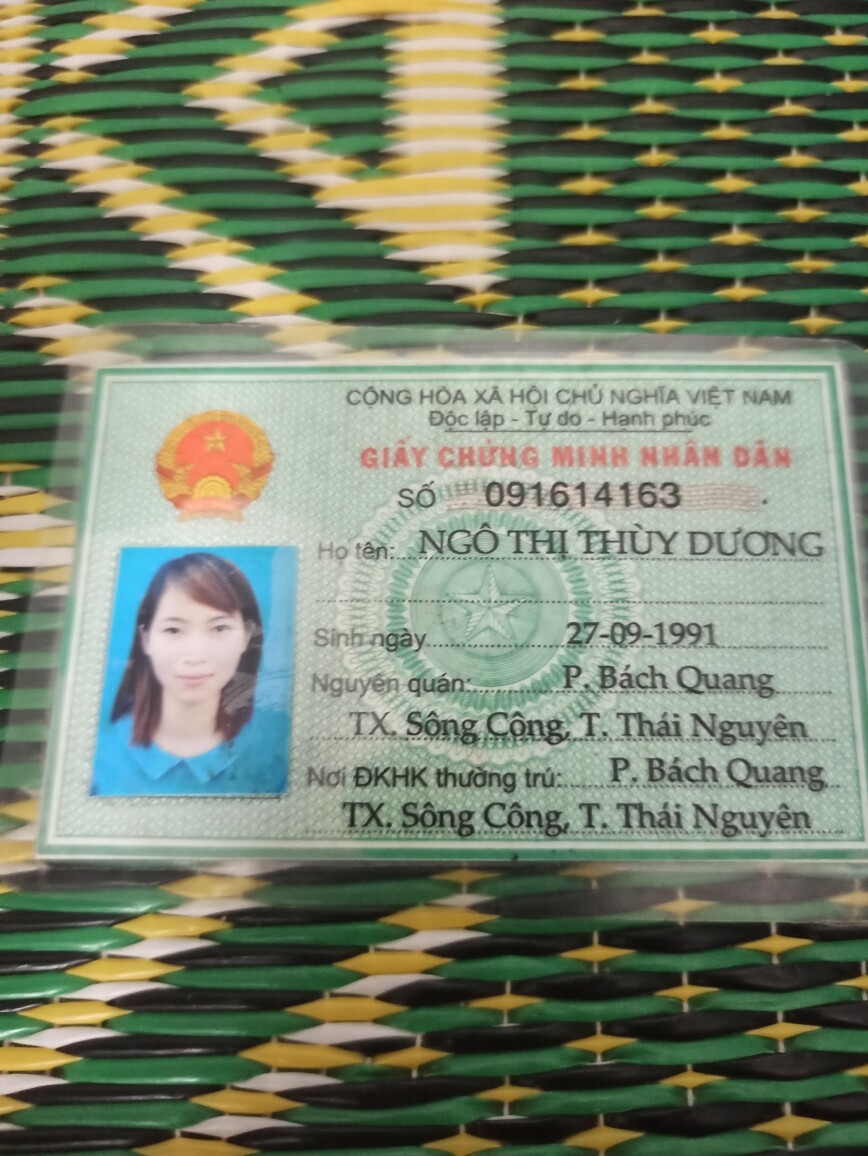 CỘNG HÒA XÃ HỘI CHỦ NGHĨA VIỆT NAM
Độc lập - Tự do - Hạnh phúc
GIẤY CHỨNG MINH NHÂN DÂN
SỐ 091614163
Họ tên: NGÔ THỊ THÙY DƯƠNG
Sinh ngày 27-09-1991
Nguyên quán: P. Bách Quang
TX. Sông Công, T. Thái Nguyên
Nơi ĐKHK thường trú: P. Bách Quang
TX. Sông Công, T. Thái Nguyên